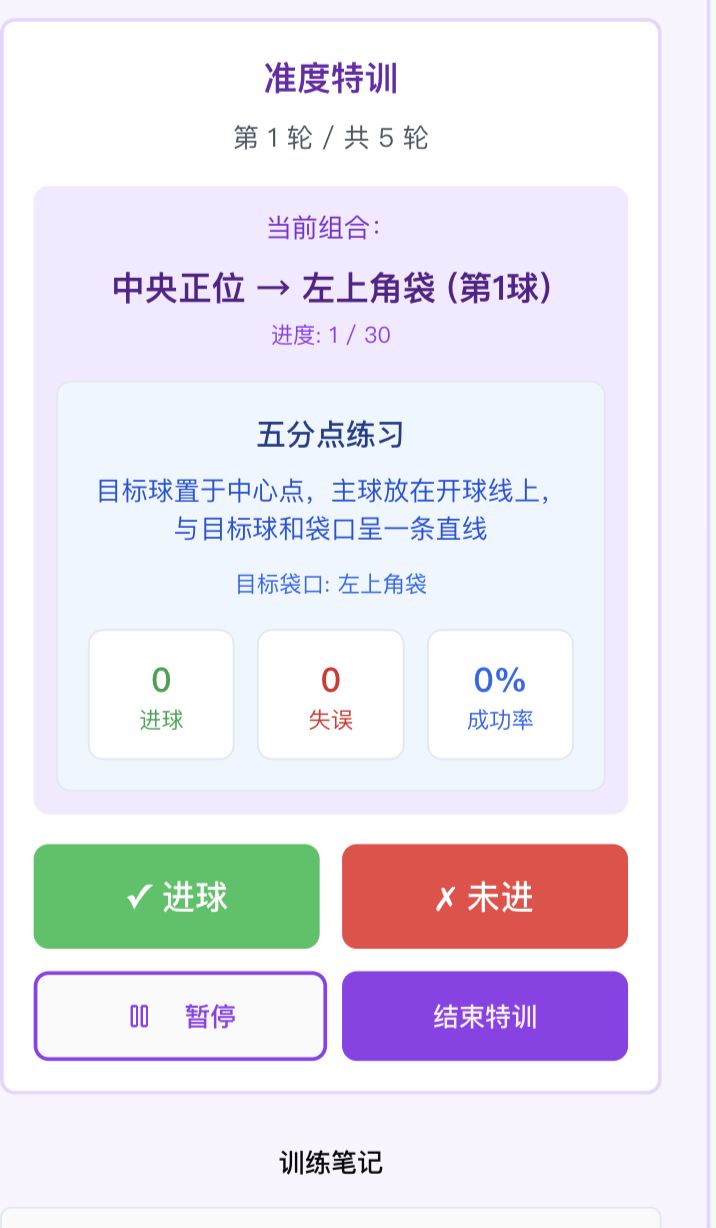 准度特训
第 1 轮 / 共 5 轮
当前组合:
中央正位 → 左上角袋 (第1球)
进度: 1 / 30
五分点练习
目标球置于中心点，主球放在开球线上，
与目标球和袋口呈一条直线
目标袋口: 左上角袋
0
进球
0
失误
0%
成功率
✓ 进球
✗ 未进
暂停
结束特训
训练笔记